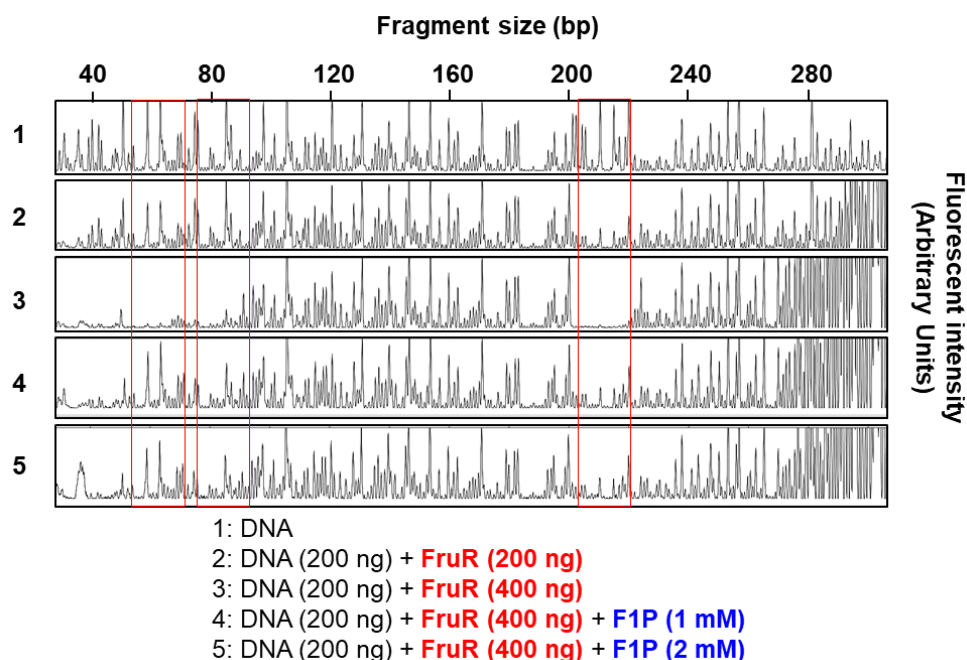 Fragment size (bp)
40 80 120 160 200 240 280
1
2
3
4
5
Fluorescent intensity
(Arbitrary Units)
1: DNA
2: DNA (200 ng) + FruR (200 ng)
3: DNA (200 ng) + FruR (400 ng)
4: DNA (200 ng) + FruR (400 ng) + F1P (1 mM)
5: DNA (200 ng) + FruR (400 ng) + F1P (2 mM)